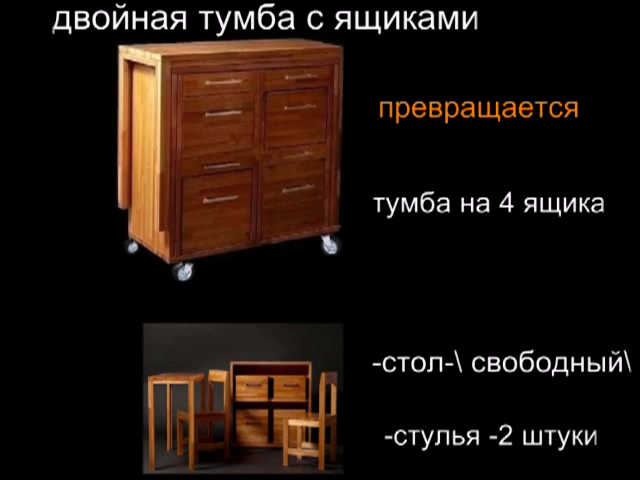 двойная тумба с ящиками
превращается
тумба на 4 ящика
-стол-\ свободный\
-стулья -2 штуки